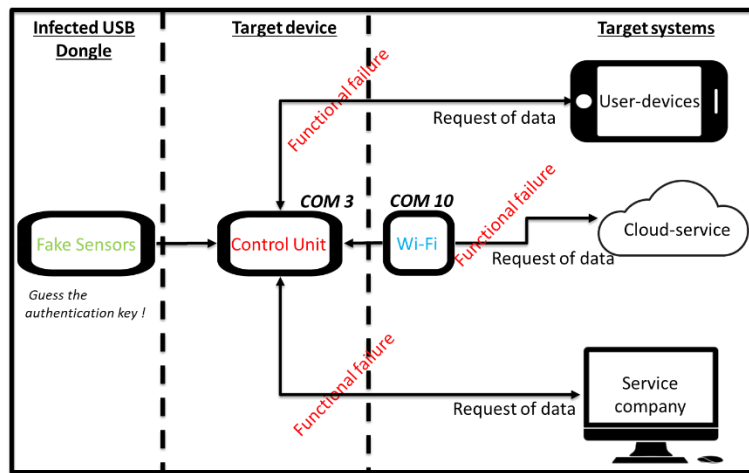 Infected USB
Dongle
Target device
Target systems
Functional failure
User-devices
Request of data
COM 3
COM 10
Fake Sensors
Control Unit
Wi-Fi
Functional failure
Cloud-service
Request of data
Guess the
authentication key !
Functional failure
Service
company
Request of data